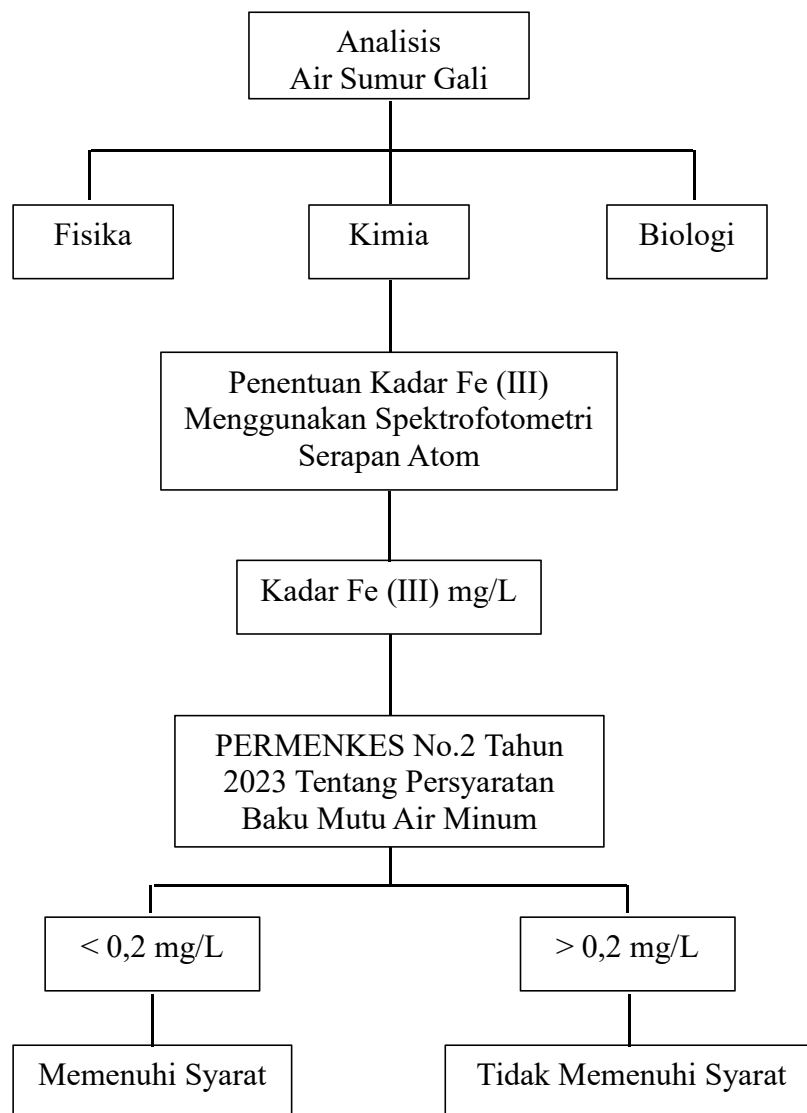 Analisis
Air Sumur Gali
Fisika
Kimia
Biologi
Penentuan Kadar Fe (III)
Menggunakan Spektrofotometri
Serapan Atom
Kadar Fe (III) mg/L
PERMENKES No.2 Tahun
2023 Tentang Persyaratan
Baku Mutu Air Minum
< 0,2 mg/L
> 0,2 mg/L
Memenuhi Syarat
Tidak Memenuhi Syarat